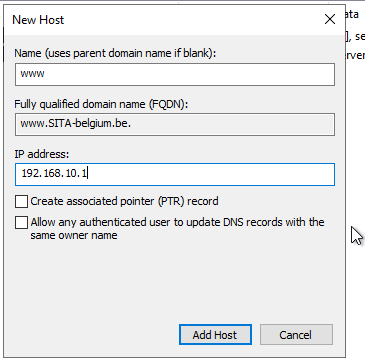 New Host
data
Name (uses parent domain name if blank):
], se
www
erver
Fully qualified domain name (FQDN):
www.SITA-belgium.be.
IP address:
192.168.10.1
Create associated pointer (PTR) record
Allow any authenticated user to update DNS records with the
same owner name
Add Host
Cancel